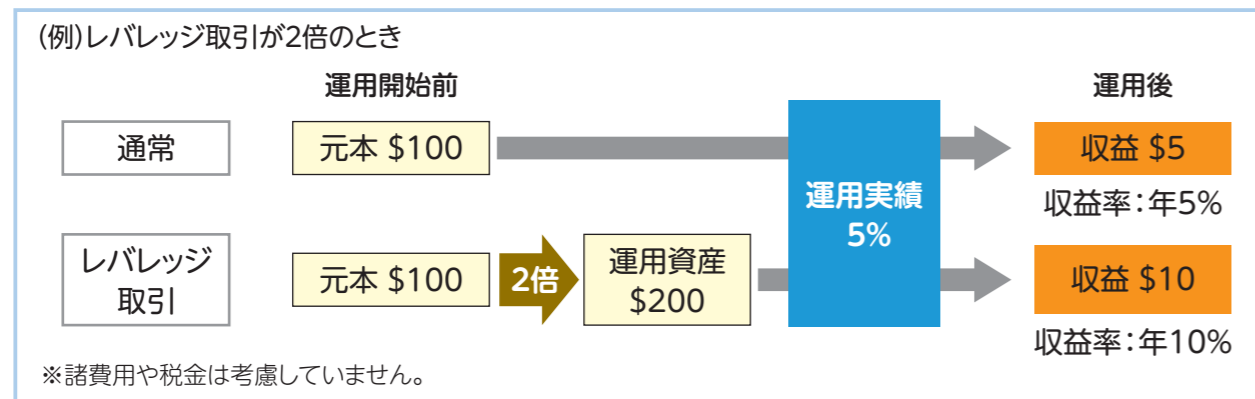 (例)レバレッジ取引が2倍のとき
運用開始前
運用後
通常
元本 $100
運用実績
5%
収益 $5
収益率:年5%
レバレッジ
取引
元本 $100
2倍
運用資産
$200
収益 $10
収益率:年10%
※諸費用や税金は考慮していません。